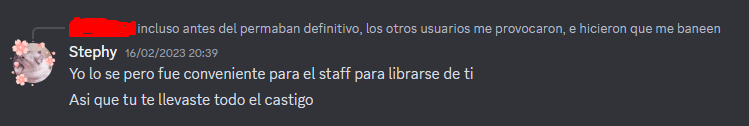 incluso antes del permaban definitivo, los otros usuarios me provocaron, e hicieron que me baneen
Stephy 16/02/2023 20:39
Yo lo se pero fue conveniente para el staff para librarse de ti
Asi que tu te llevaste todo el castigo